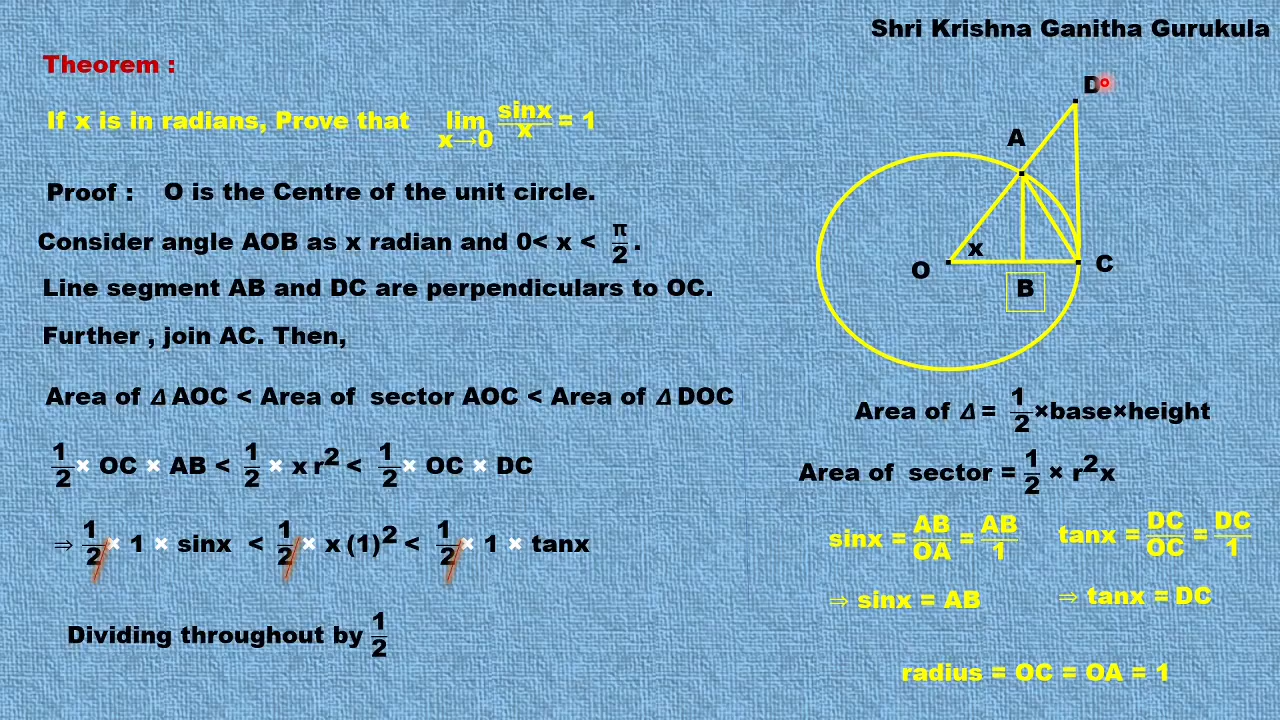 Shri Krishna Ganitha Gurukula
Theorem :
If x is in radians, Prove that lim x→0 sinx/x = 1
Proof : O is the Centre of the unit circle.
Consider angle AOB as x radian and 0< x < π/2 .
Line segment AB and DC are perpendiculars to OC.
Further , join AC. Then,
Area of Δ AOC < Area of sector AOC < Area of Δ DOC
1/2 × OC × AB < 1/2 × x r² < 1/2 × OC × DC
⇒ 1/2 × 1 × sinx < 1/2 × x (1)² < 1/2 × 1 × tanx
Dividing throughout by 1/2
D
A
x
O
C
B
Area of Δ = 1/2 ×base×height
Area of sector = 1/2 × r²x
sinx = AB/OA = AB/1
⇒ sinx = AB
tanx = DC/OC = DC/1
⇒ tanx = DC
radius = OC = OA = 1